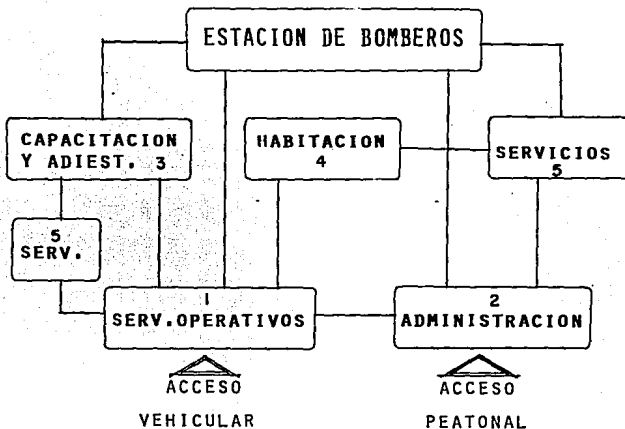 ESTACION DE BOMBEROS
CAPACITACION
Y ADIEST. 3
HABITACION
4
SERVICIOS
5
5
SERV.
1
SERV.OPERATIVOS
2
ADMINISTRACION
ACCESO
VEHICULAR
ACCESO
PEATONAL